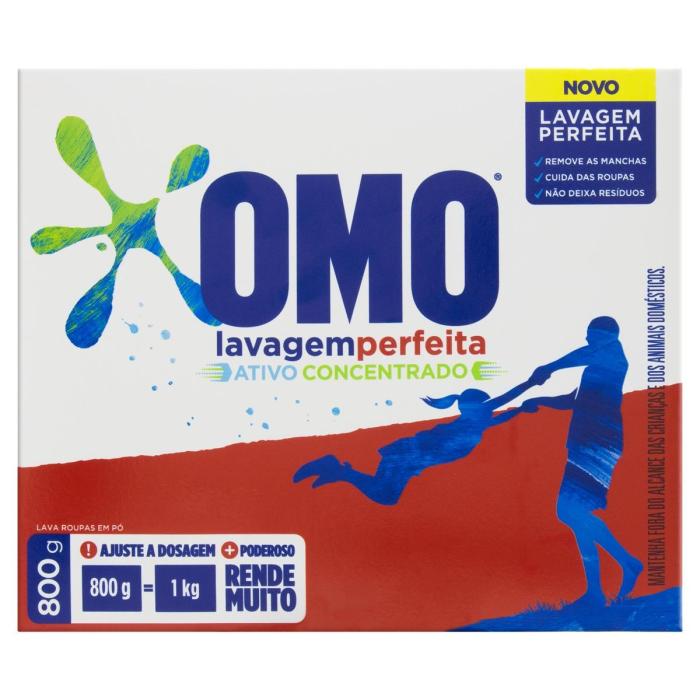 NOVO
LAVAGEM
PERFEITA
✓ REMOVE AS MANCHAS
✓ CUIDA DAS ROUPAS
✓ NÃO DEIXA RESÍDUOS
OMO®
lavagemperfeita
ATIVO CONCENTRADO
MANTENHA FORA DO ALCANCE DAS CRIANÇAS E DOS ANIMAIS DOMÉSTICOS.
LAVA ROUPAS EM PÓ
800 g
! AJUSTE A DOSAGEM + PODEROSO
800 g = 1 kg
RENDE
MUITO